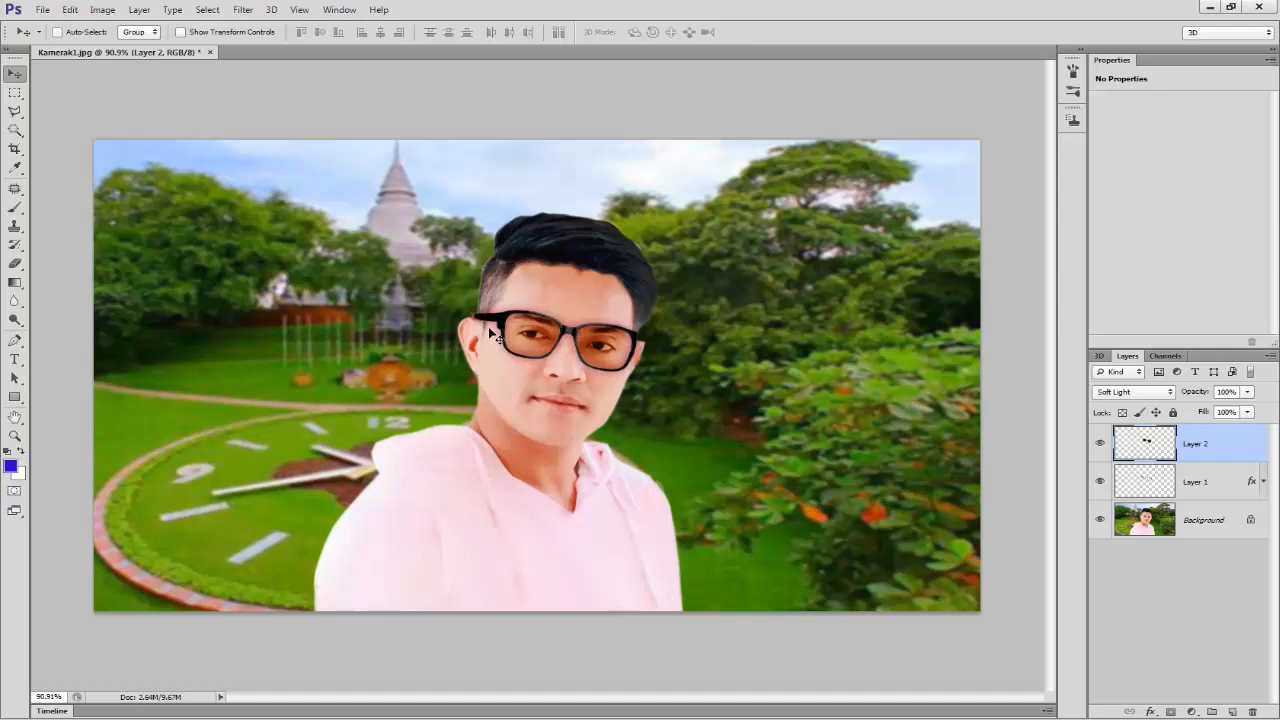 Ps File Edit Image Layer Type Select Filter 3D View Window Help
Auto-Select: Group Show Transform Controls 3D Mode: 3D
Kamerak1.jpg @ 90.9% (Layer 2, RGB/8) * ×
Properties
No Properties
12
9
3D Layers Channels
Kind
Soft Light Opacity: 100%
Lock: Fill: 100%
Layer 2
Layer 1 fx
Background
90.91% Doc: 2.64M/9.67M
Timeline
fx